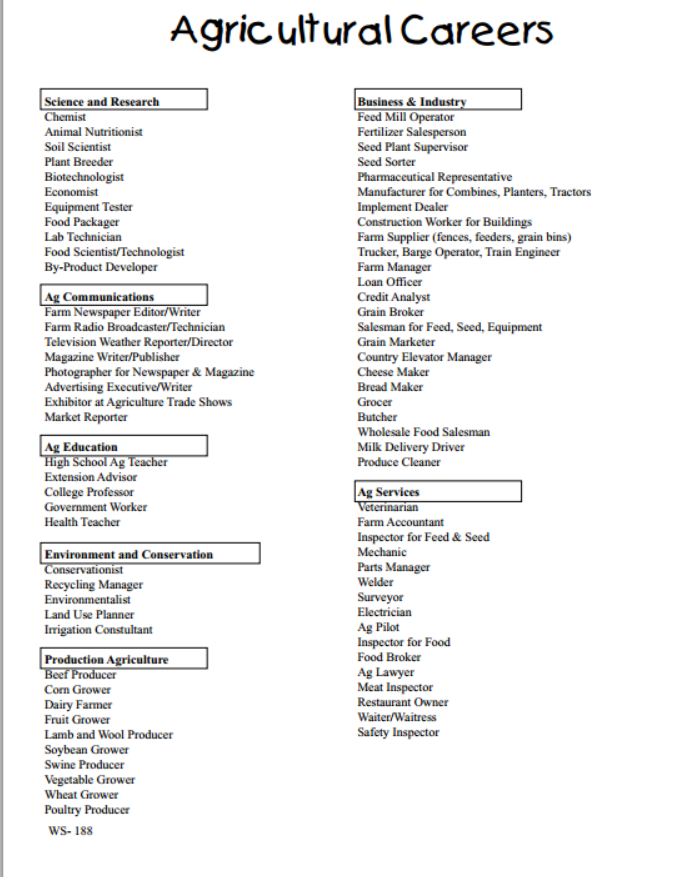 Agricultural Careers
Science and Research
Chemist
Animal Nutritionist
Soil Scientist
Plant Breeder
Biotechnologist
Economist
Equipment Tester
Food Packager
Lab Technician
Food Scientist/Technologist
By-Product Developer
Ag Communications
Farm Newspaper Editor/Writer
Farm Radio Broadcaster/Technician
Television Weather Reporter/Director
Magazine Writer/Publisher
Photographer for Newspaper & Magazine
Advertising Executive/Writer
Exhibitor at Agriculture Trade Shows
Market Reporter
Ag Education
High School Ag Teacher
Extension Advisor
College Professor
Government Worker
Health Teacher
Environment and Conservation
Conservationist
Recycling Manager
Environmentalist
Land Use Planner
Irrigation Constultant
Production Agriculture
Beef Producer
Corn Grower
Dairy Farmer
Fruit Grower
Lamb and Wool Producer
Soybean Grower
Swine Producer
Vegetable Grower
Wheat Grower
Poultry Producer
WS- 188
Business & Industry
Feed Mill Operator
Fertilizer Salesperson
Seed Plant Supervisor
Seed Sorter
Pharmaceutical Representative
Manufacturer for Combines, Planters, Tractors
Implement Dealer
Construction Worker for Buildings
Farm Supplier (fences, feeders, grain bins)
Trucker, Barge Operator, Train Engineer
Farm Manager
Loan Officer
Credit Analyst
Grain Broker
Salesman for Feed, Seed, Equipment
Grain Marketer
Country Elevator Manager
Cheese Maker
Bread Maker
Grocer
Butcher
Wholesale Food Salesman
Milk Delivery Driver
Produce Cleaner
Ag Services
Veterinarian
Farm Accountant
Inspector for Feed & Seed
Mechanic
Parts Manager
Welder
Surveyor
Electrician
Ag Pilot
Inspector for Food
Food Broker
Ag Lawyer
Meat Inspector
Restaurant Owner
Waiter/Waitress
Safety Inspector